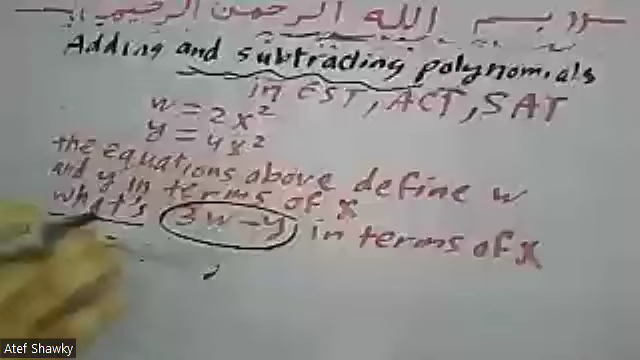 بسم الله الرحمن الرحيم
Adding and subtrading polynomials
in EST, ACT, SAT
w = 2x²
y = 4x²
the equations above define w
and y in terms of x
what's 3w-y in terms of x
Atef Shawky